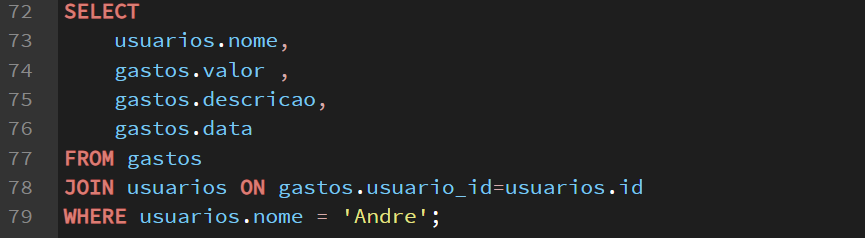 72 SELECT
73     usuarios.nome,
74     gastos.valor ,
75     gastos.descricao,
76     gastos.data
77 FROM gastos
78 JOIN usuarios ON gastos.usuario_id=usuarios.id
79 WHERE usuarios.nome = 'Andre';